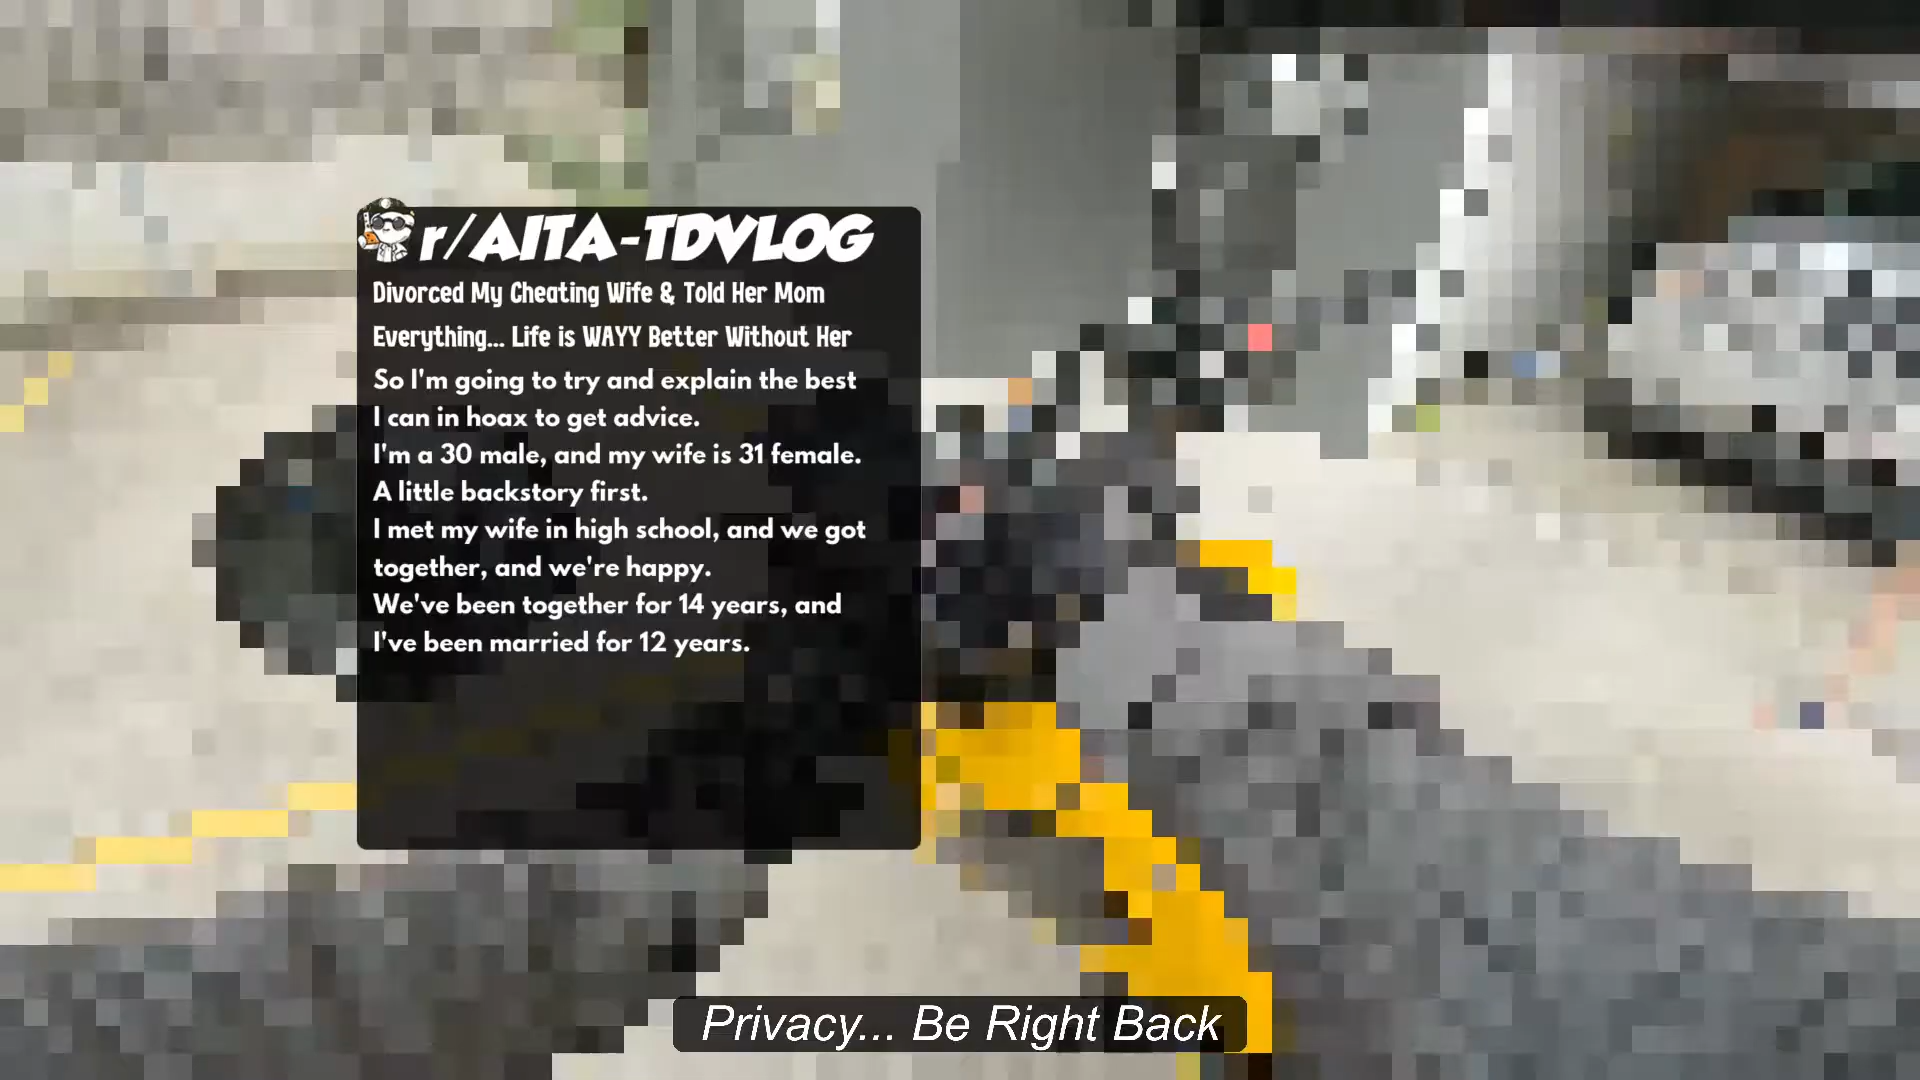 r/AITA-TDVLOG
Divorced My Cheating Wife & Told Her Mom
Everything... Life is WAYY Better Without Her
So I'm going to try and explain the best
I can in hoax to get advice.
I'm a 30 male, and my wife is 31 female.
A little backstory first.
I met my wife in high school, and we got
together, and we're happy.
We've been together for 14 years, and
I've been married for 12 years.
Privacy... Be Right Back